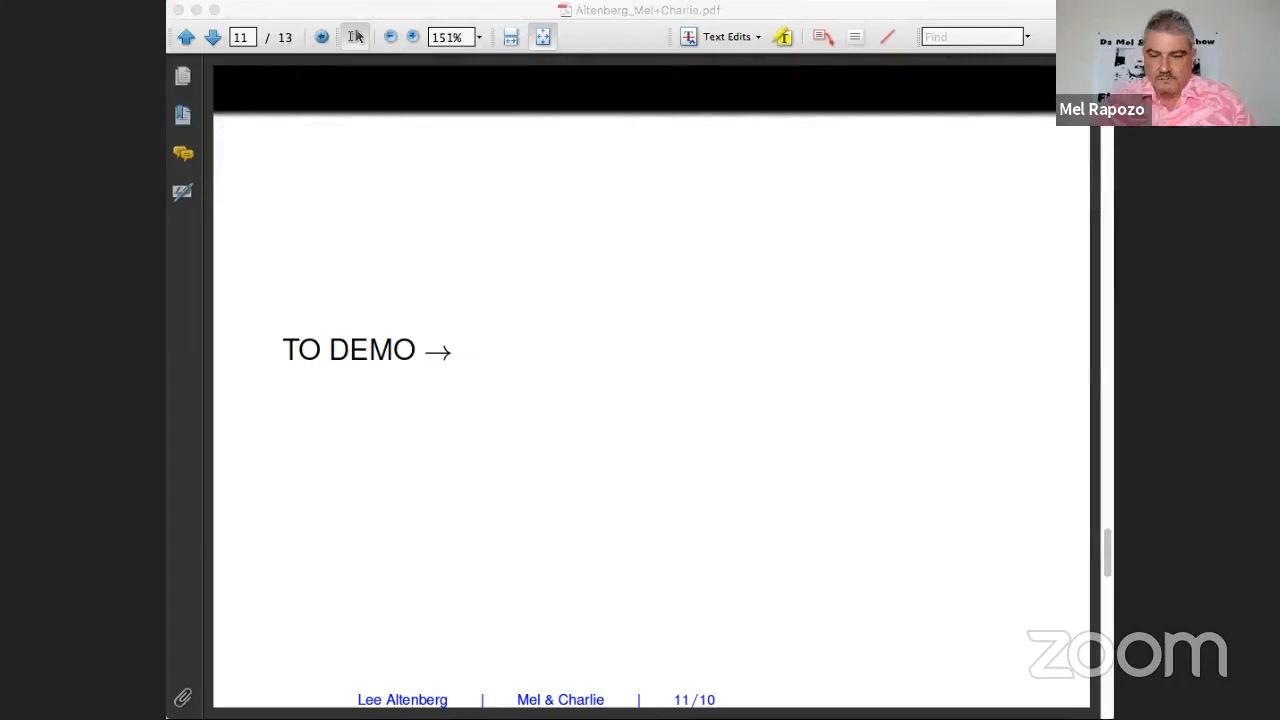 Altenberg_Mel+Charlie.pdf
11 / 13
151%
Text Edits
Find
Da Mel & how
Mel Rapozo
TO DEMO →
zoom
Lee Altenberg | Mel & Charlie | 11/10